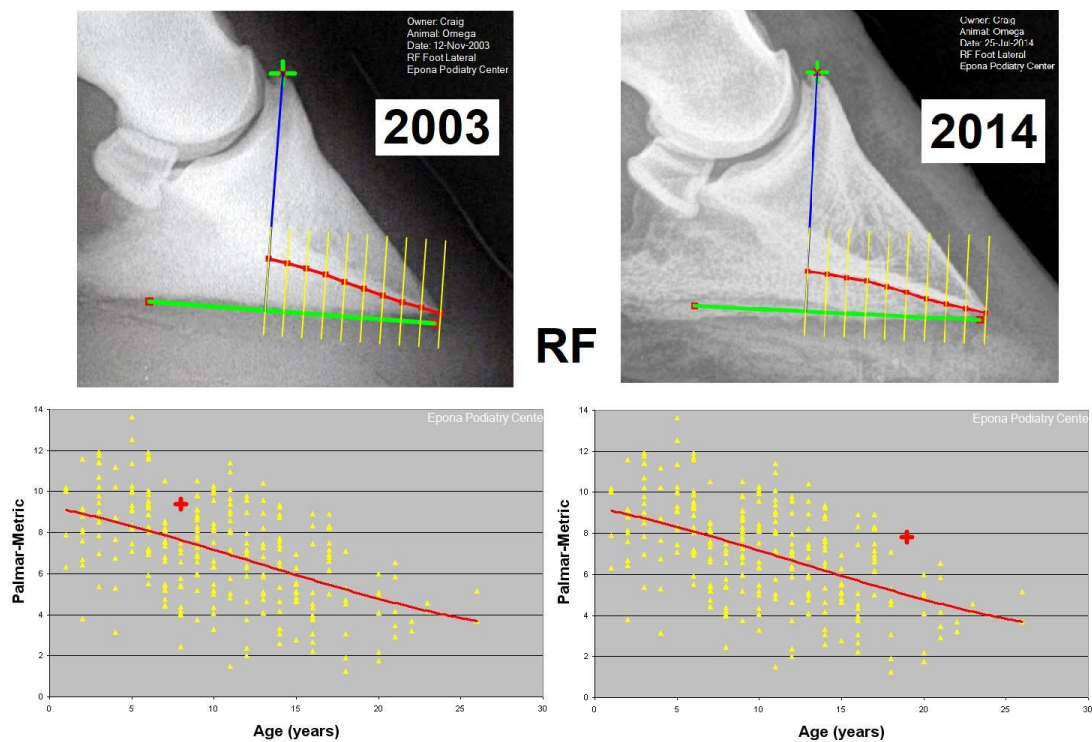 Owner: Craig
Animal: Omega
Date: 12-Nov-2003
RF Foot Lateral
Epona Podiatry Center
2003
Owner: Craig
Animal: Omega
Date: 25-Jul-2014
RF Foot Lateral
Epona Podiatry Center
2014
RF
Epona Podiatry Center
Palmar-Metric
14
12
10
8
6
4
2
0
0 5 10 15 20 25 30
Age (years)
Epona Podiatry Cente
Palmar-Metric
14
12
10
8
6
4
2
0
0 5 10 15 20 25 30
Age (years)